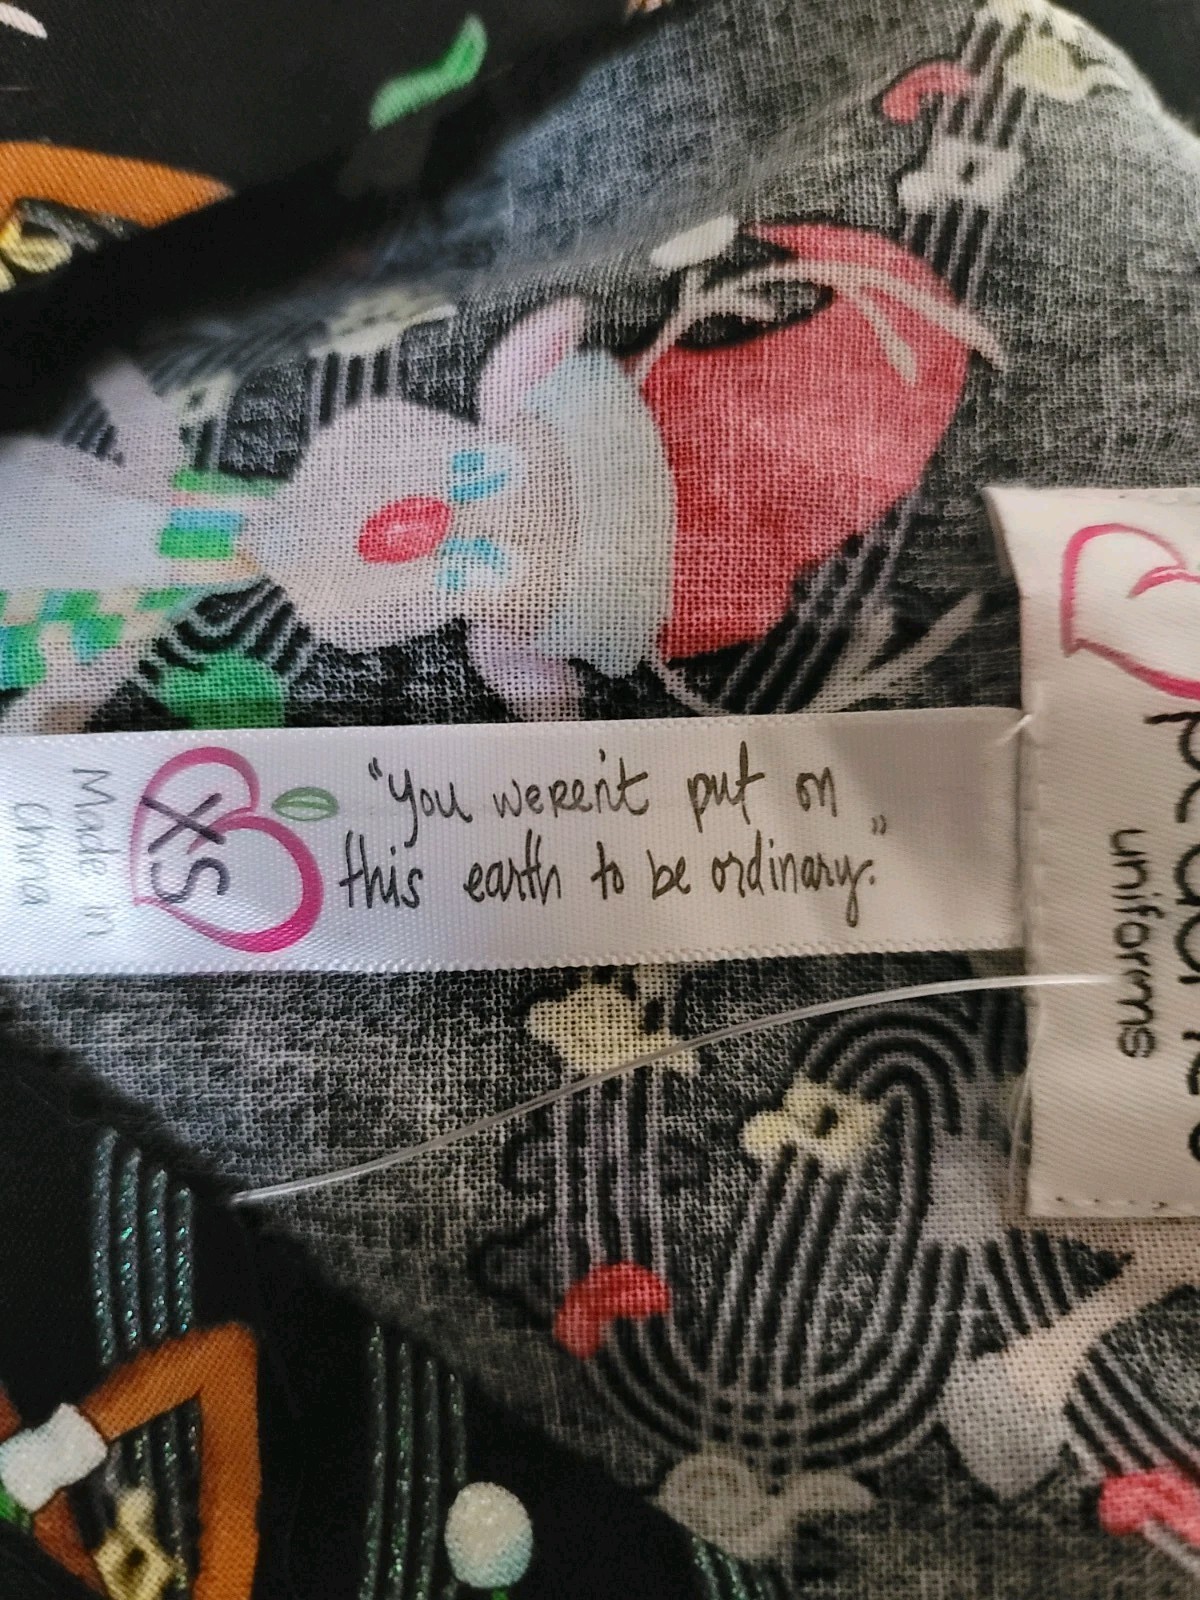 "You weren't put on
this earth to be ordinary."
XS
Made in
China
uniforms